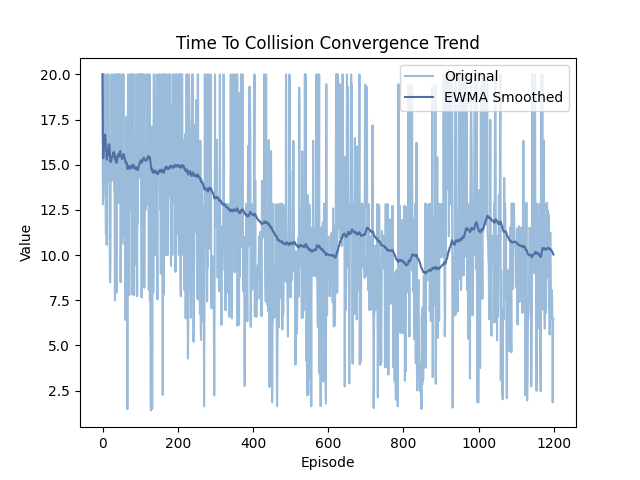 Time To Collision Convergence Trend
Original
EWMA Smoothed
20.0
17.5
15.0
12.5
10.0
7.5
5.0
2.5
Value
0 200 400 600 800 1000 1200
Episode